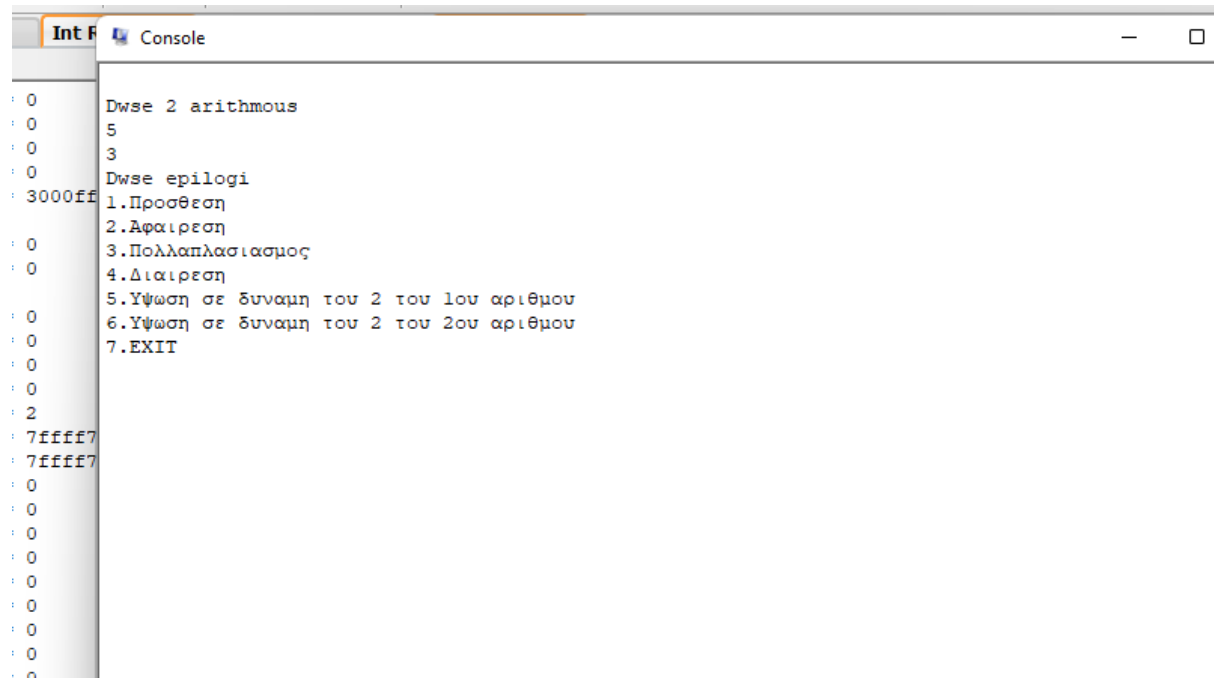 Int R
Console
0
0
0
0
3000ff
0
0
0
0
0
0
2
7ffff7
7ffff7
0
0
0
0
0
0
0
0
Dwse 2 arithmous
5
3
Dwse epilogi
1.Προσθεση
2.Αφαιρεση
3.Πολλαπλασιασμος
4.Διαιρεση
5.Υψωση σε δυναμη του 2 του 1ου αριθμου
6.Υψωση σε δυναμη του 2 του 2ου αριθμου
7.EXIT